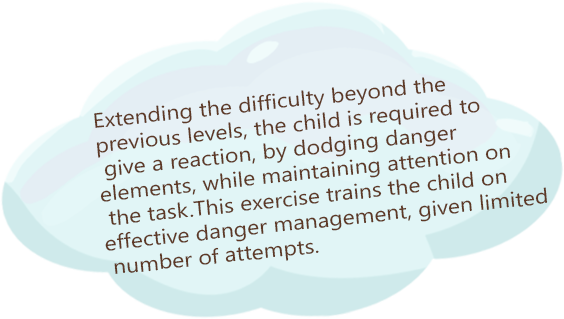 Extending the difficulty beyond the
previous levels, the child is required to
give a reaction, by dodging danger
elements, while maintaining attention on
the task.This exercise trains the child on
effective danger management, given limited
number of attempts.